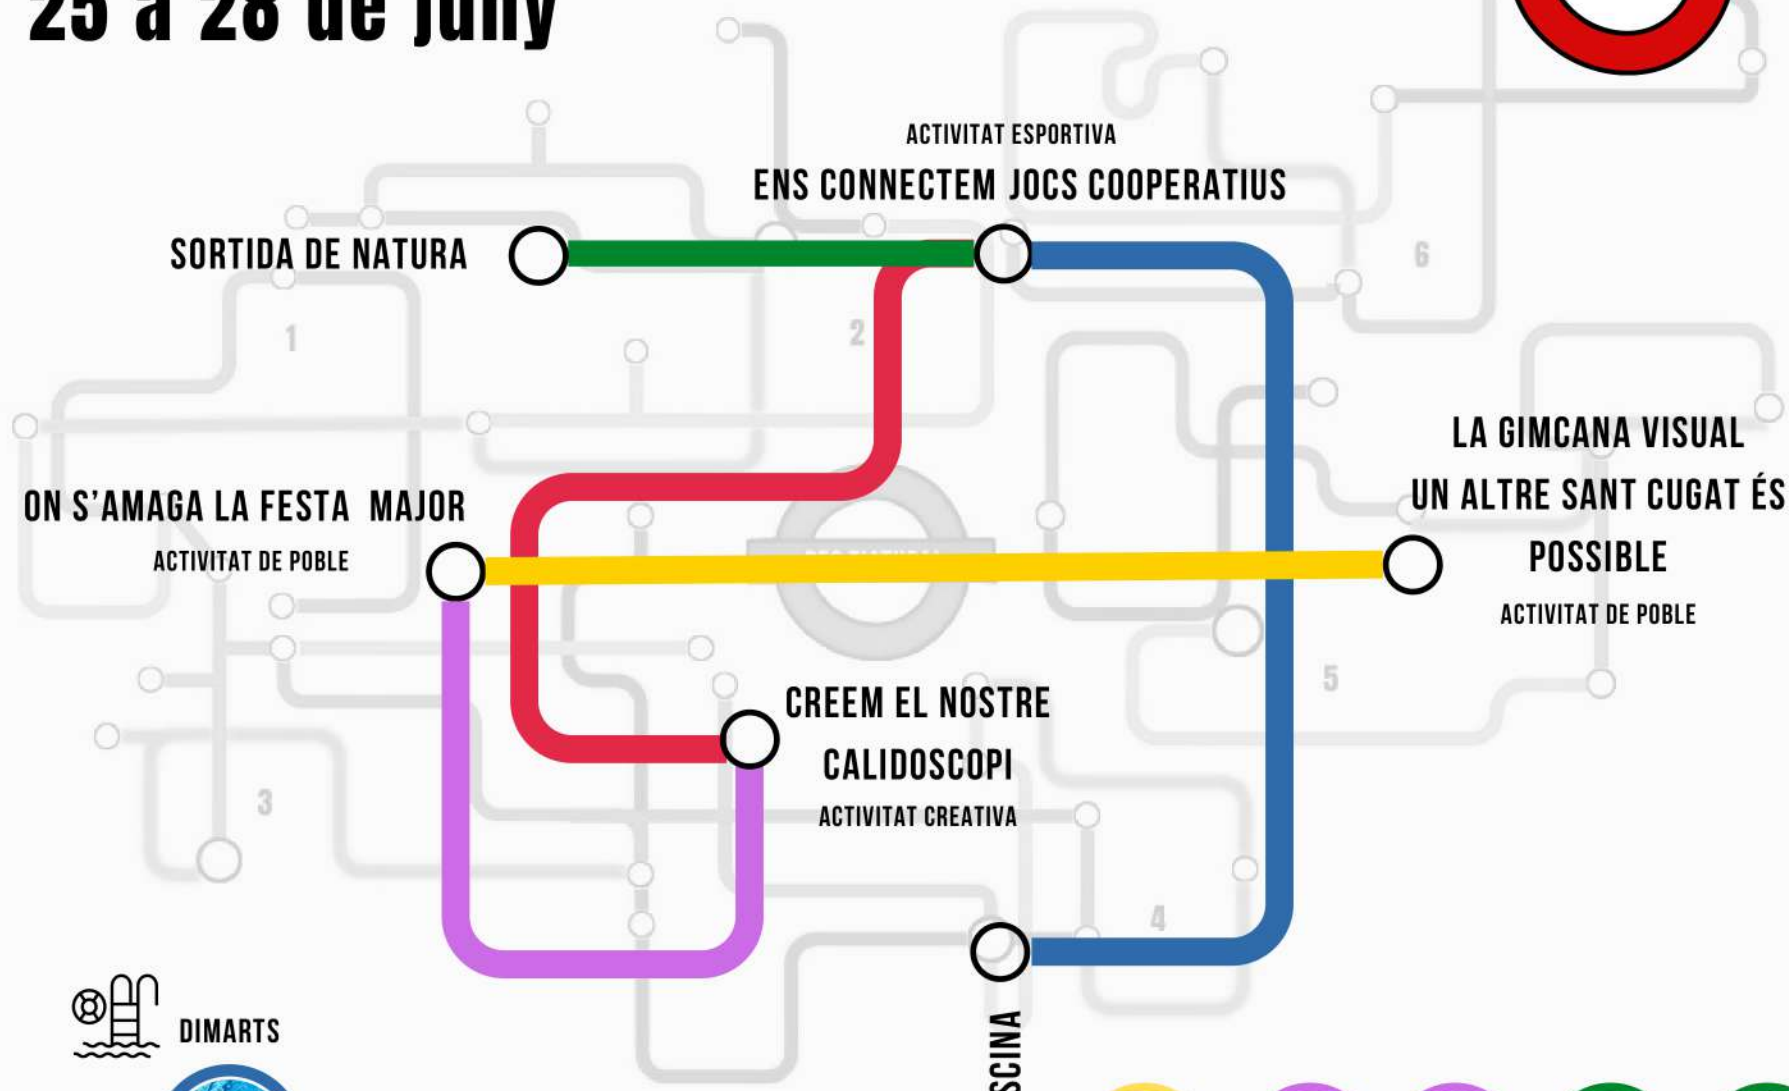 25 a 28 de juny
ACTIVITAT ESPORTIVA
ENS CONNECTEM JOCS COOPERATIUS
SORTIDA DE NATURA
6
1
2
LA GIMCANA VISUAL
UN ALTRE SANT CUGAT ÉS
POSSIBLE
ACTIVITAT DE POBLE
ON S'AMAGA LA FESTA MAJOR
ACTIVITAT DE POBLE
5
CREEM EL NOSTRE
CALIDOSCOPI
ACTIVITAT CREATIVA
3
4
DIMARTS